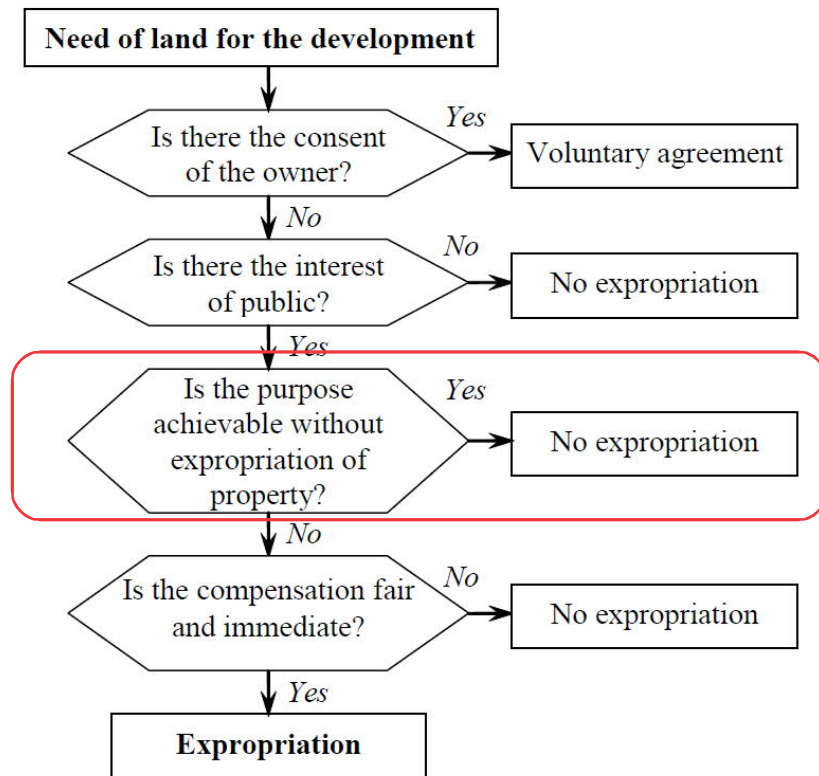 Need of land for the development
Yes
Is there the consent
of the owner?
Voluntary agreement
No
No
Is there the interest
of public?
No expropriation
Yes
Is the purpose
achievable without
expropriation of
property?
Yes
No expropriation
No
No
Is the compensation fair
and immediate?
No expropriation
Yes
Expropriation